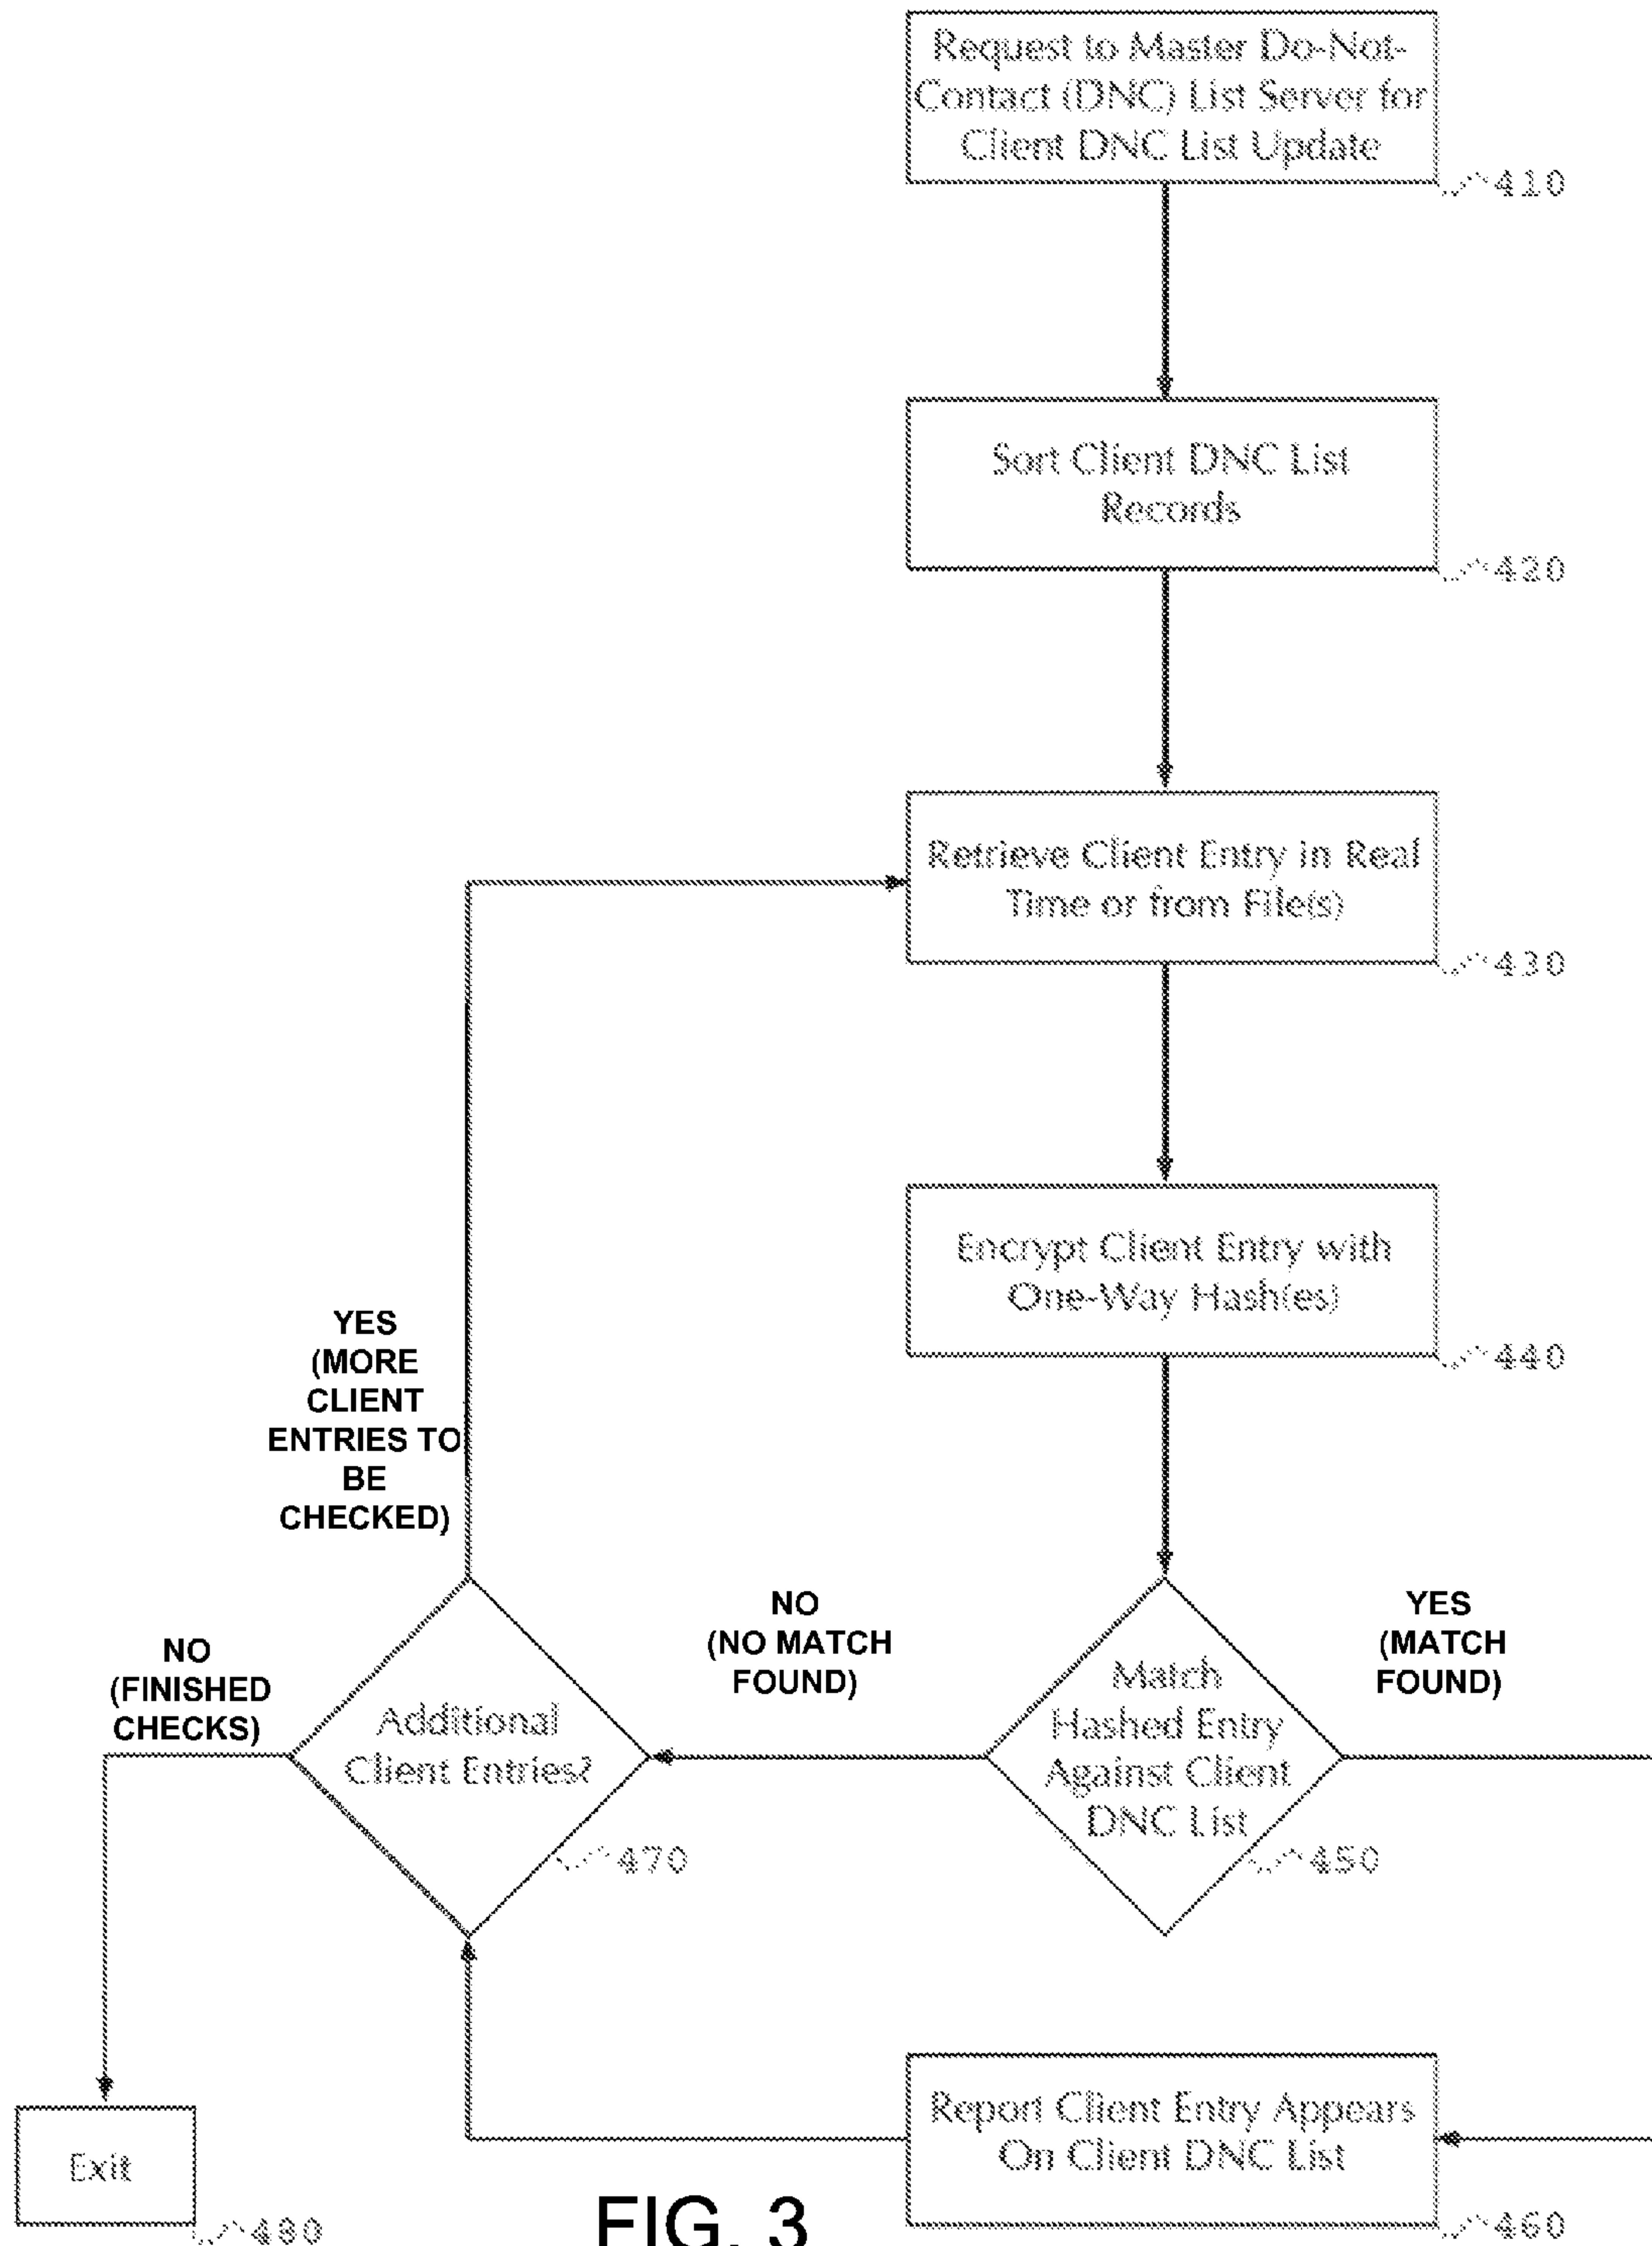 Request to Master Do-Not-
Contact (DNC) List Server for
Client DNC List Update
410
Sort Client DNC List
Records
420
Retrieve Client Entry in Real
Time or from File(s)
430
Encrypt Client Entry with
One-Way Hash(es)
440
YES
(MORE
CLIENT
ENTRIES TO
BE
CHECKED)
NO
(NO MATCH
FOUND)
YES
(MATCH
FOUND)
NO
(FINISHED
CHECKS)
Additional
Client Entries?
470
Match
Hashed Entry
Against Client
DNC List
450
Report Client Entry Appears
On Client DNC List
460
Exit
480
FIG. 3